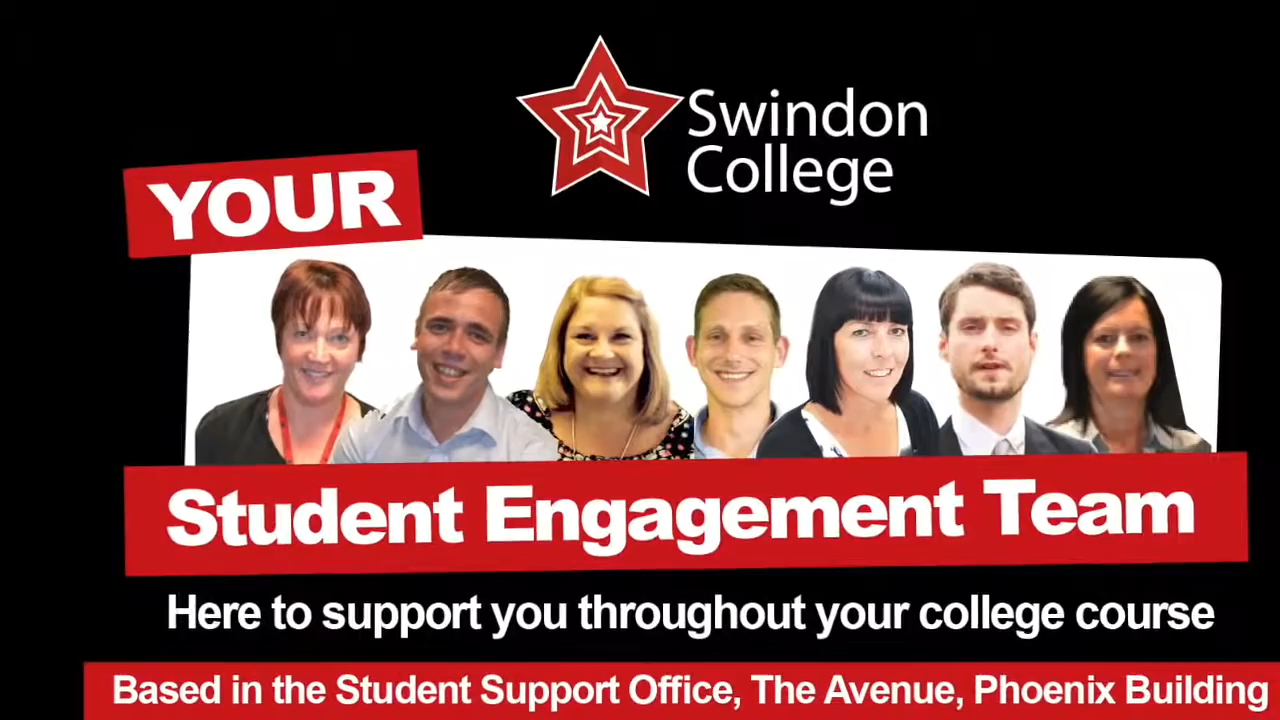 Swindon
College
YOUR
Student Engagement Team
Here to support you throughout your college course
Based in the Student Support Office, The Avenue, Phoenix Building